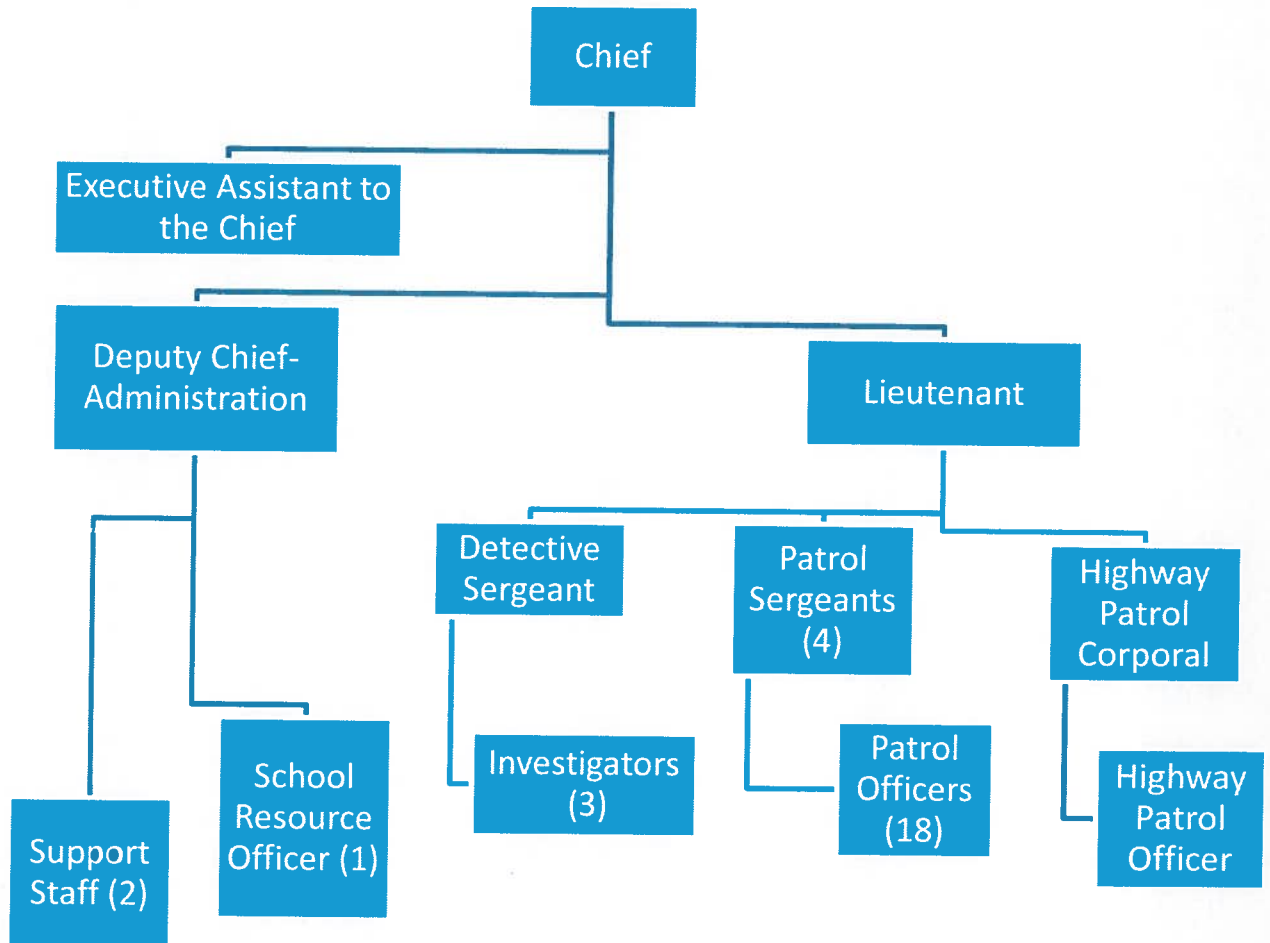 Chief
Executive Assistant to
the Chief
Deputy Chief-
Administration
Lieutenant
Detective
Sergeant
Patrol
Sergeants
(4)
Highway
Patrol
Corporal
Support
Staff (2)
School
Resource
Officer (1)
Investigators
(3)
Patrol
Officers
(18)
Highway
Patrol
Officer